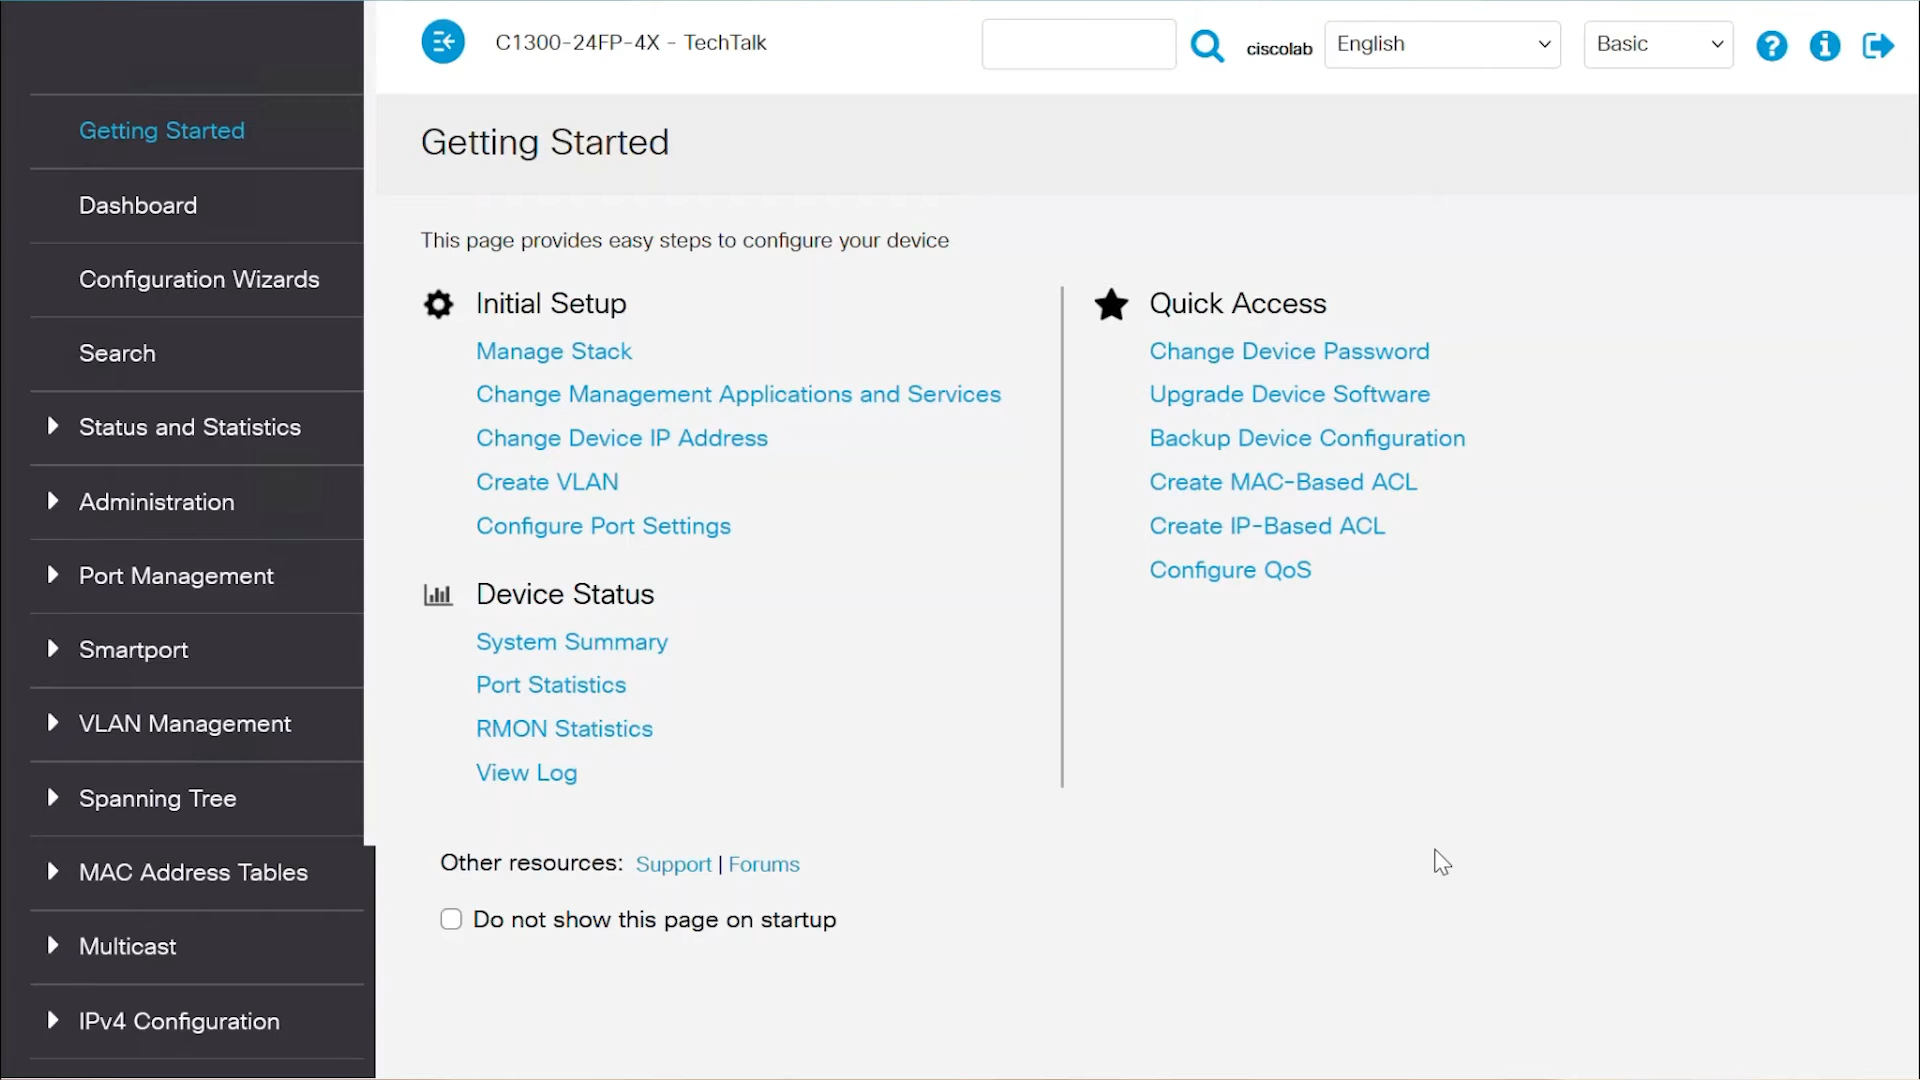 C1300-24FP-4X - TechTalk
ciscolab
English
Basic
Getting Started
Dashboard
Configuration Wizards
Search
Status and Statistics
Administration
Port Management
Smartport
VLAN Management
Spanning Tree
MAC Address Tables
Multicast
IPv4 Configuration
Getting Started
This page provides easy steps to configure your device
Initial Setup
Manage Stack
Change Management Applications and Services
Change Device IP Address
Create VLAN
Configure Port Settings
Device Status
System Summary
Port Statistics
RMON Statistics
View Log
Quick Access
Change Device Password
Upgrade Device Software
Backup Device Configuration
Create MAC-Based ACL
Create IP-Based ACL
Configure QoS
Other resources: Support | Forums
Do not show this page on startup